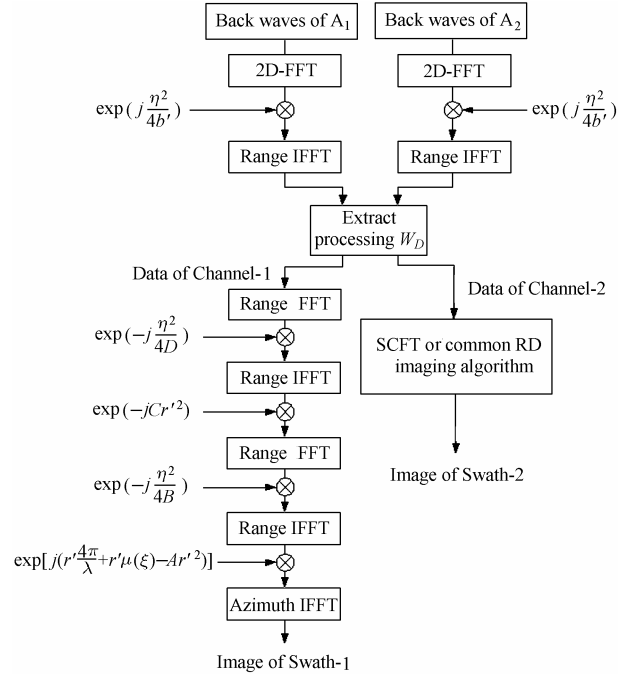 Back waves of A₁
Back waves of A₂
2D-FFT
2D-FFT
exp(j η²/4b′)
exp(j η²/4b′)
Range IFFT
Range IFFT
Extract
processing W_D
Data of Channel-1
Data of Channel-2
Range FFT
exp(−j η²/4D)
SCFT or common RD
imaging algorithm
Range IFFT
exp(−jCr′²)
Range FFT
Image of Swath-2
exp(−j η²/4B)
Range IFFT
exp[j(r′4π/λ+r′μ(ξ)−Ar′²)]
Azimuth IFFT
Image of Swath-1